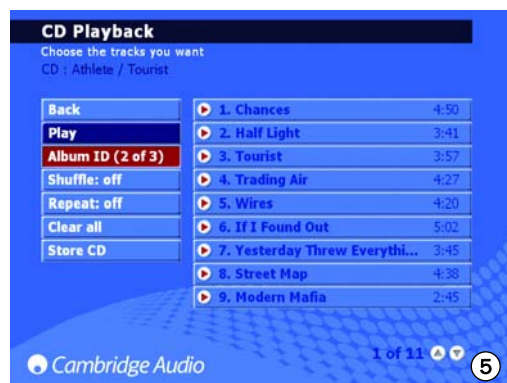 CD Playback
Choose the tracks you want
CD : Athlete / Tourist
Back
Play
Album ID (2 of 3)
Shuffle: off
Repeat: off
Clear all
Store CD
1. Chances 4:50
2. Half Light 3:41
3. Tourist 3:57
4. Trading Air 4:27
5. Wires 4:20
6. If I Found Out 5:02
7. Yesterday Threw Everythi... 3:45
8. Street Map 4:38
9. Modern Mafia 2:45
1 of 11
Cambridge Audio
5